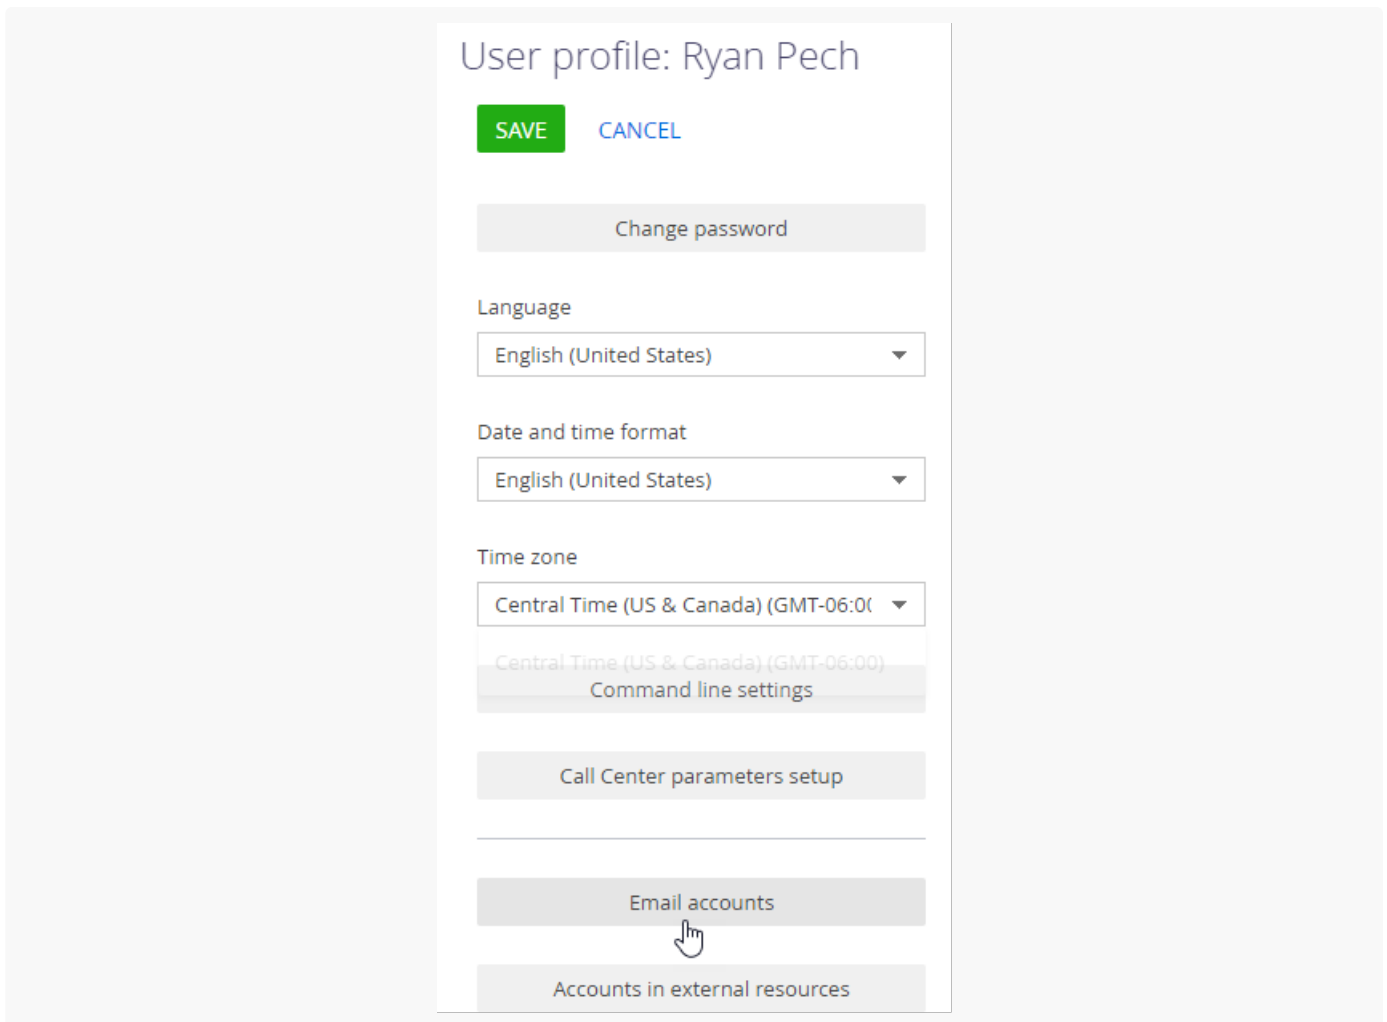 User profile: Ryan Pech
SAVE CANCEL
Change password
Language
English (United States)
Date and time format
English (United States)
Time zone
Central Time (US & Canada) (GMT-06:00
Central Time (US & Canada) (GMT-06:00)
Command line settings
Call Center parameters setup
Email accounts
Accounts in external resources